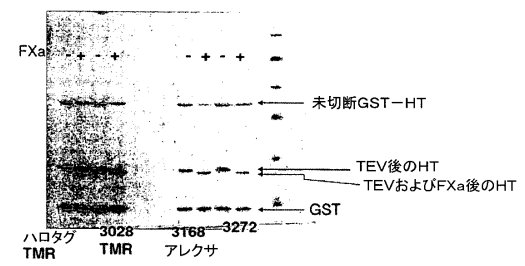 FXa - + - + - + - +
未切断GST-HT
TEV後のHT
TEVおよびFXa後のHT
GST
ハロタグ 3028 3168 3272
TMR TMR アレクサ